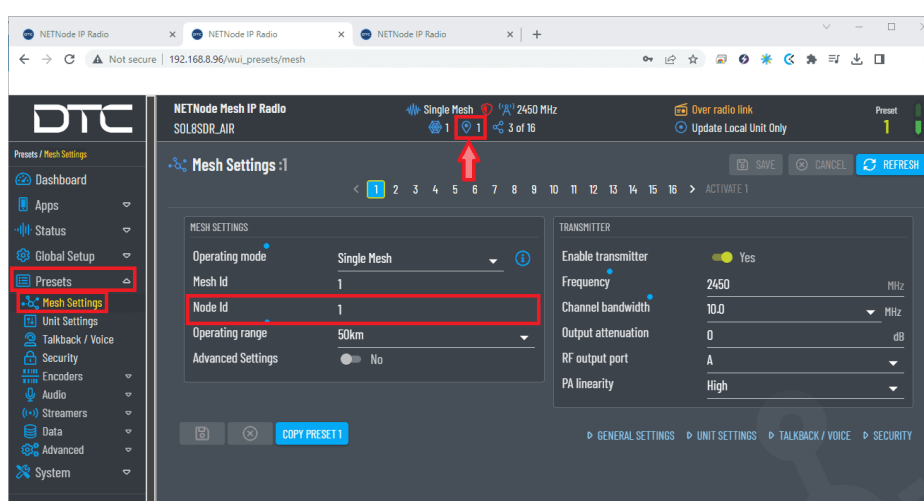 NETNode IP Radio
NETNode IP Radio
NETNode IP Radio
Not secure 192.168.8.96/wui_presets/mesh
DTC
NETNode Mesh IP Radio
SOL8SDR_AIR
Single Mesh 2450 MHz
1 1 3 of 16
Over radio link
Update Local Unit Only
Preset
1
Presets / Mesh Settings
Dashboard
Apps
Status
Global Setup
Presets
Mesh Settings
Unit Settings
Talkback / Voice
Security
Encoders
Audio
Streamers
Data
Advanced
System
Mesh Settings :1
SAVE CANCEL REFRESH
< 1 2 3 4 5 6 7 8 9 10 11 12 13 14 15 16 > ACTIVATE 1
MESH SETTINGS
Operating mode Single Mesh
Mesh Id 1
Node Id 1
Operating range 50km
Advanced Settings No
TRANSMITTER
Enable transmitter Yes
Frequency 2450 MHz
Channel bandwidth 10.0 MHz
Output attenuation 0 dB
RF output port A
PA linearity High
COPY PRESET 1
GENERAL SETTINGS UNIT SETTINGS TALKBACK / VOICE SECURITY